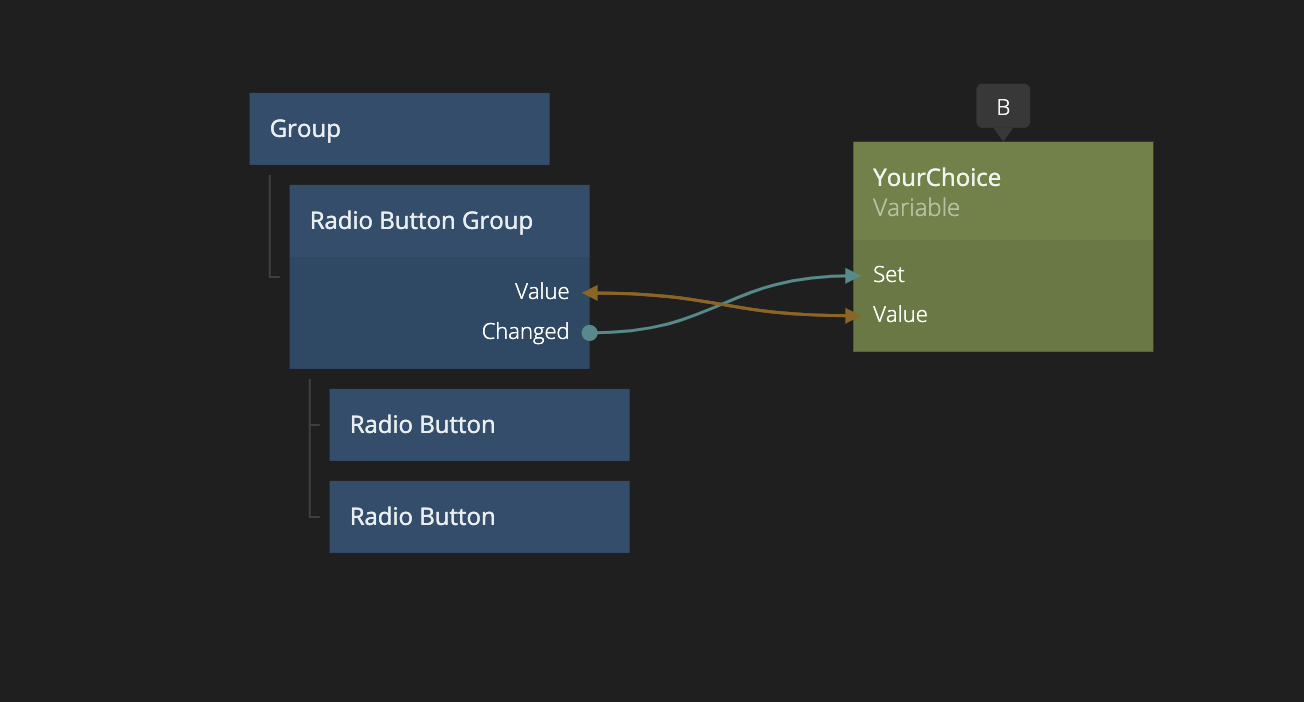 Group
Radio Button Group
Value
Changed
Radio Button
Radio Button
B
YourChoice
Variable
Set
Value